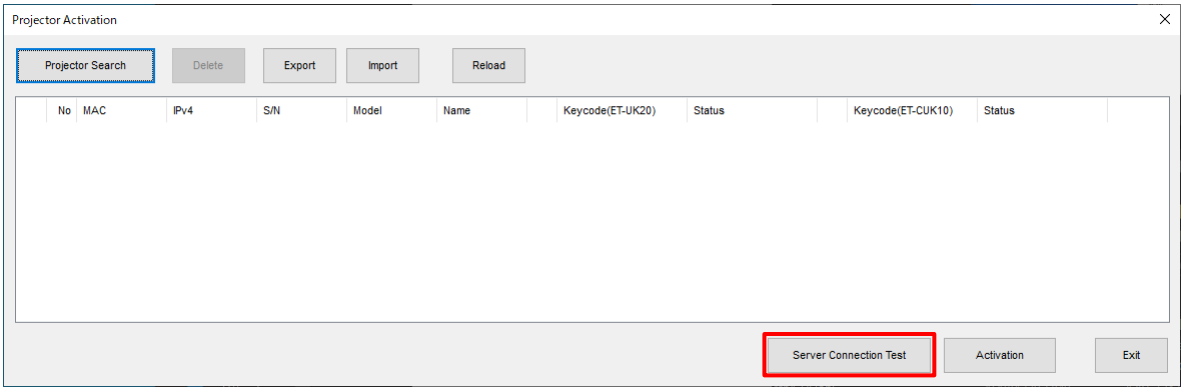 Projector Activation
Projector Search Delete Export Import Reload
No MAC IPv4 S/N Model Name Keycode(ET-UK20) Status Keycode(ET-CUK10) Status
Server Connection Test Activation Exit